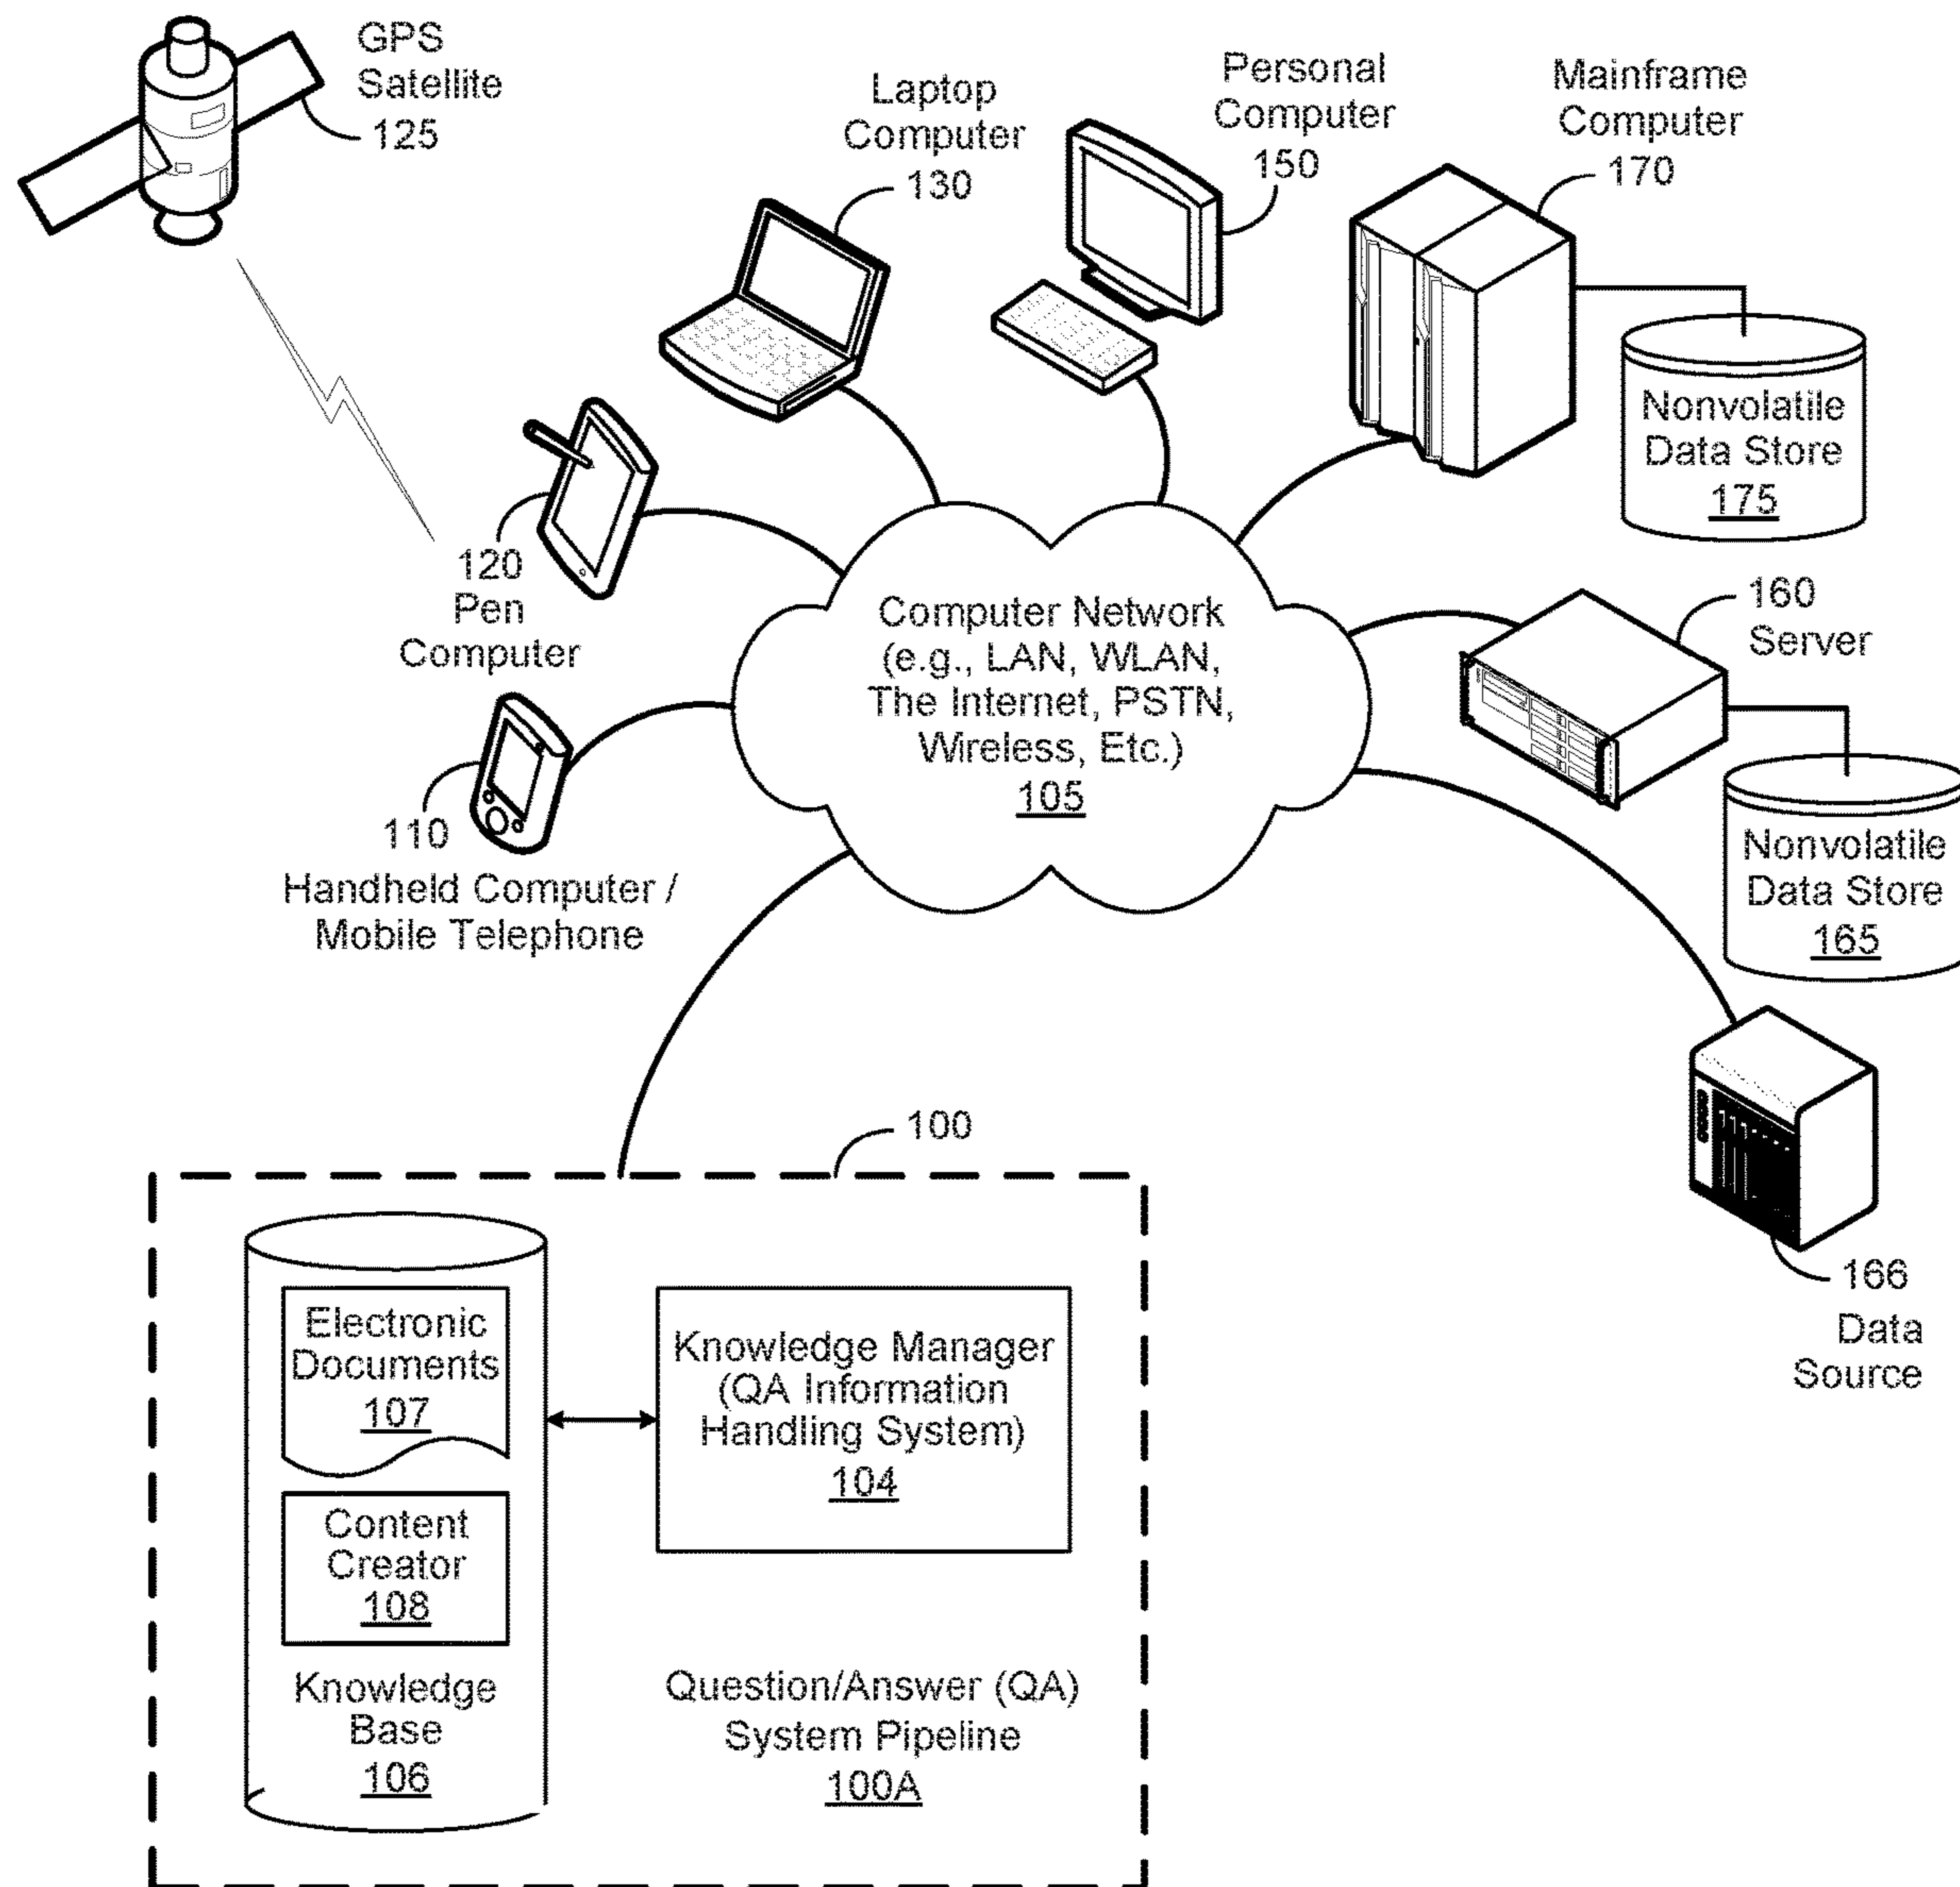 GPS
Satellite
125
Laptop
Computer
130
Personal
Computer
150
Mainframe
Computer
170
Nonvolatile
Data Store
175
120
Pen
Computer
Computer Network
(e.g., LAN, WLAN,
The Internet, PSTN,
Wireless, Etc.)
105
160
Server
110
Handheld Computer /
Mobile Telephone
Nonvolatile
Data Store
165
100
166
Data
Source
Electronic
Documents
107
Knowledge Manager
(QA Information
Handling System)
104
Content
Creator
108
Knowledge
Base
106
Question/Answer (QA)
System Pipeline
100A